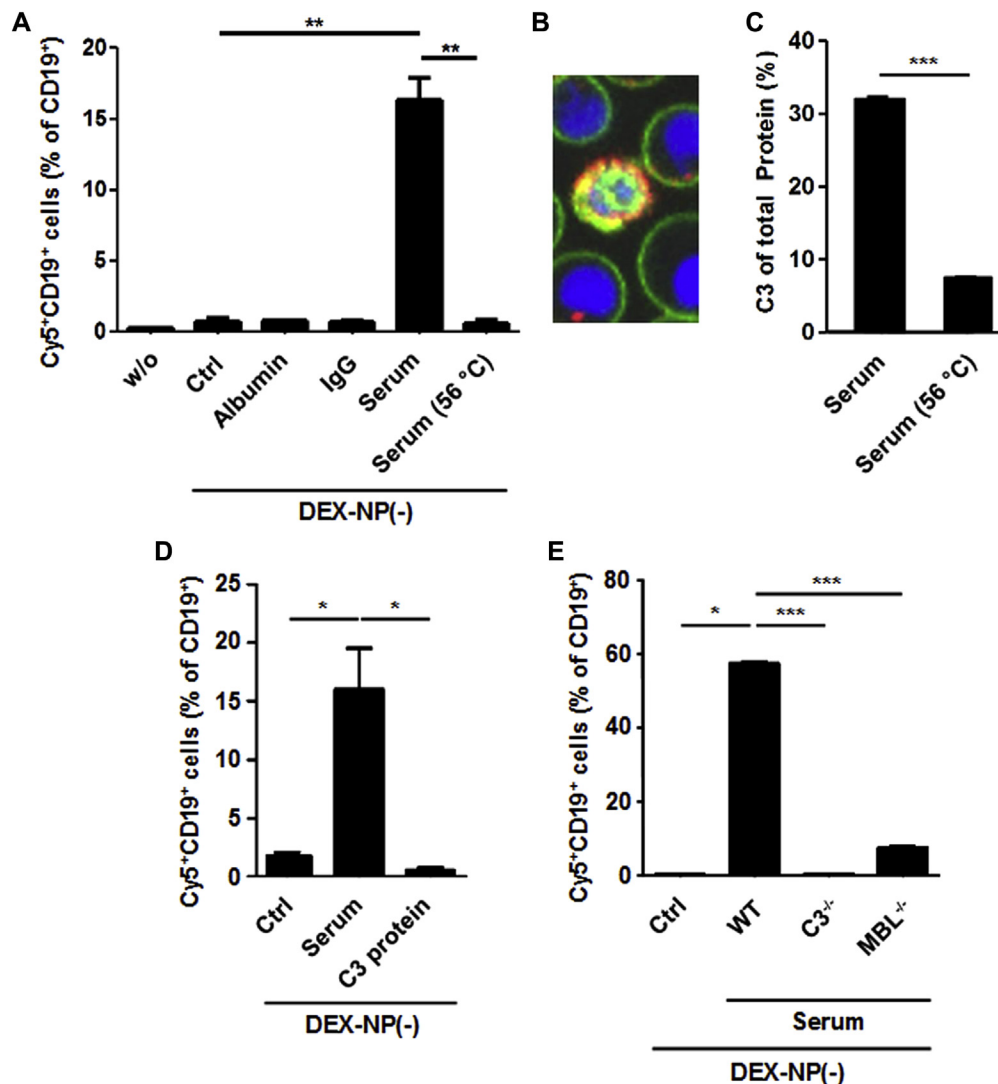 A
Cy5⁺CD19⁺ cells (% of CD19⁺)
20
15
10
5
0
**
**
w/o
Ctrl
Albumin
IgG
Serum
Serum (56 °C)
DEX-NP(-)
B
C
C3 of total Protein (%)
40
30
20
10
0
***
Serum
Serum (56 °C)
D
Cy5⁺CD19⁺ cells (% of CD19⁺)
25
20
15
10
5
0
*
*
Ctrl
Serum
C3 protein
DEX-NP(-)
E
Cy5⁺CD19⁺ cells (% of CD19⁺)
80
60
40
20
0
***
*
***
Ctrl
WT
C3⁻/⁻
MBL⁻/⁻
Serum
DEX-NP(-)